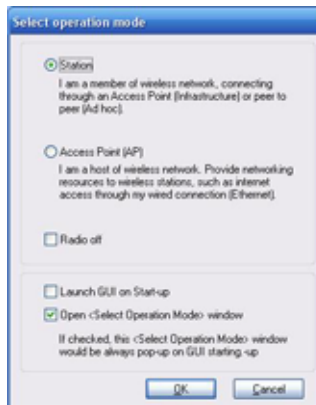 Select operation mode
Station
I am a member of wireless network, connecting
through an Access Point (Infrastructure) or peer to
peer (Ad hoc).
Access Point (AP)
I am a host of wireless network. Provide networking
resources to wireless stations, such as internet
access through my wired connection (Ethernet).
Radio off
Launch GUI on Start-up
Open <Select Operation Mode> window
If checked, this <Select Operation Mode> window
would be always pop-up on GUI starting -up
OK Cancel